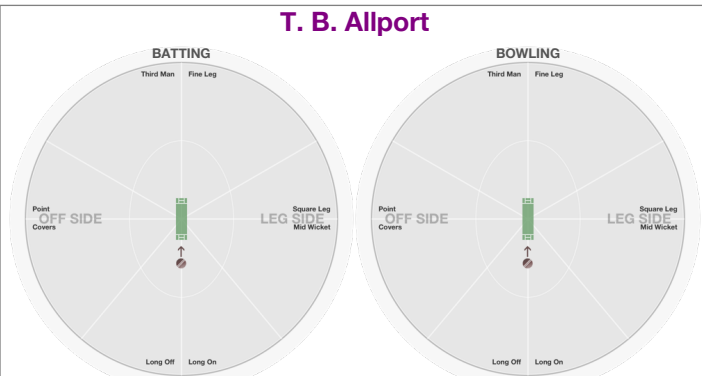 T. B. Allport
BATTING
Third Man Fine Leg
Point
OFF SIDE
Covers
Square Leg
LEG SIDE
Mid Wicket
Long Off Long On
BOWLING
Third Man Fine Leg
Point
OFF SIDE
Covers
Square Leg
LEG SIDE
Mid Wicket
Long Off Long On